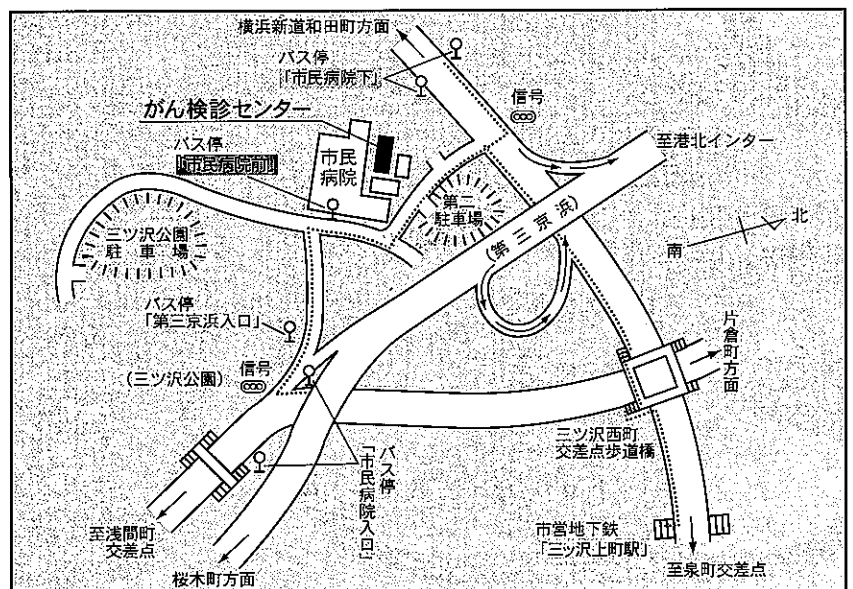 横浜新道和田町方面
バス停
「市民病院下」
信号
がん検診センター
至港北インター
バス停
「市民病院前」
市民
病院
第二
駐車場
(第三京浜)
北
南
三ツ沢公園
駐車場
バス停
「第三京浜入口」
片倉町方面
(三ツ沢公園)
信号
三ツ沢西町
交差点歩道橋
バス停
「市民病院入口」
市営地下鉄
「三ッ沢上町駅」
至浅間町
交差点
桜木町方面
至泉町交差点